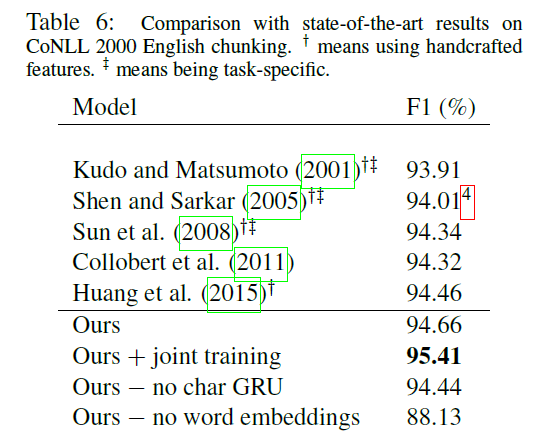 Table 6: Comparison with state-of-the-art results on
CoNLL 2000 English chunking. † means using handcrafted
features. ‡ means being task-specific.
Model F1 (%)
Kudo and Matsumoto (2001)†‡ 93.91
Shen and Sarkar (2005)†‡ 94.01⁴
Sun et al. (2008)†‡ 94.34
Collobert et al. (2011) 94.32
Huang et al. (2015)† 94.46
Ours 94.66
Ours + joint training 95.41
Ours − no char GRU 94.44
Ours − no word embeddings 88.13